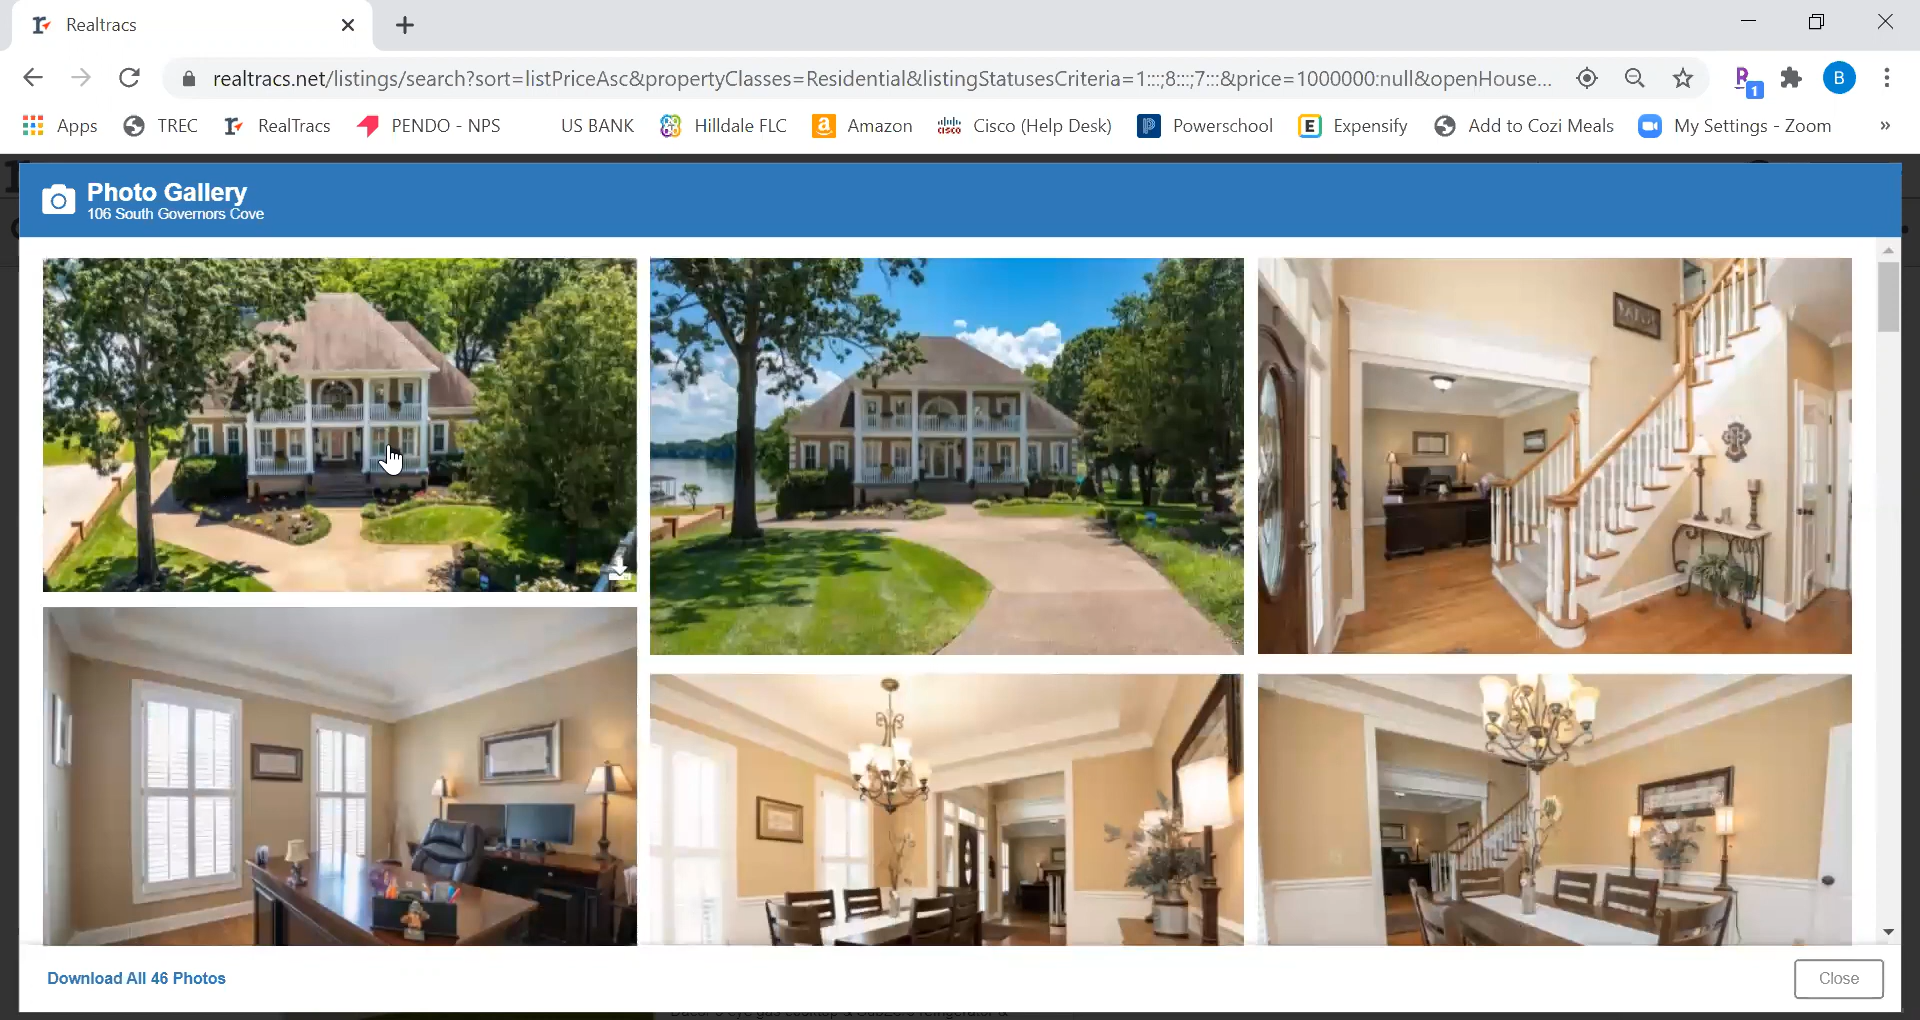 Realtracs
realtracs.net/listings/search?sort=listPriceAsc&propertyClasses=Residential&listingStatusesCriteria=1:::;8:::;7:::&price=1000000:null&openHouse...
1
B
Apps TREC RealTracs PENDO - NPS US BANK Hilldale FLC Amazon Cisco (Help Desk) Powerschool Expensify Add to Cozi Meals My Settings - Zoom »
Photo Gallery
106 South Governors Cove
Download All 46 Photos
Close